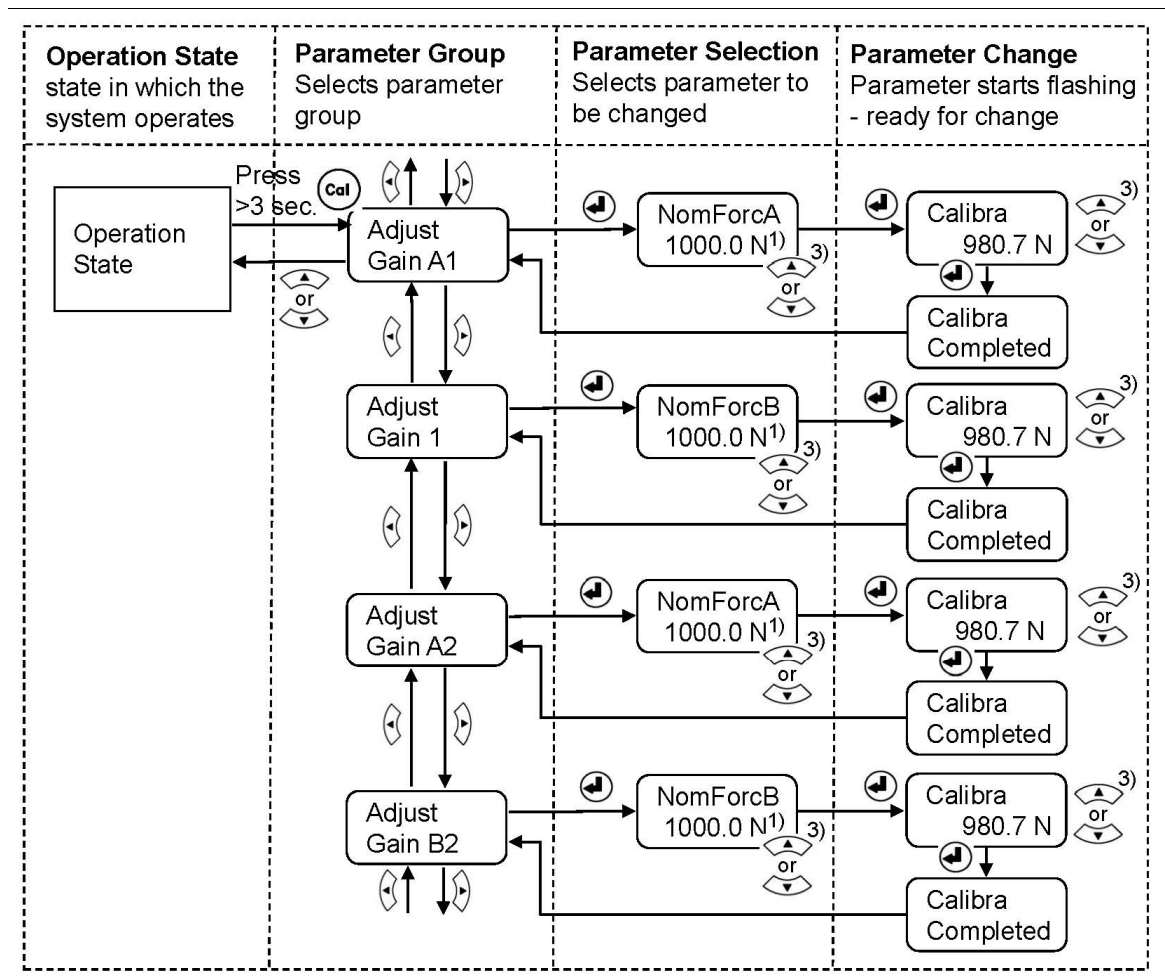 Operation State
state in which the
system operates
Parameter Group
Selects parameter
group
Parameter Selection
Selects parameter to
be changed
Parameter Change
Parameter starts flashing
- ready for change
Operation
State
Press
>3 sec.
Cal
or
Adjust
Gain A1
NomForcA
1000.0 N1)
3)
or
Calibra
980.7 N
3)
or
Calibra
Completed
Adjust
Gain 1
NomForcB
1000.0 N1)
3)
or
Calibra
980.7 N
3)
or
Calibra
Completed
Adjust
Gain A2
NomForcA
1000.0 N1)
3)
or
Calibra
980.7 N
3)
or
Calibra
Completed
Adjust
Gain B2
NomForcB
1000.0 N1)
3)
or
Calibra
980.7 N
3)
or
Calibra
Completed